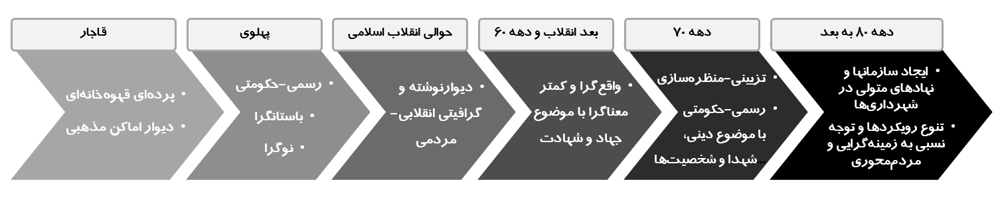 قاجار
پرده‌ای قهوه‌خانه‌ای
دیوار اماکن مذهبی
پهلوی
رسمی-حکومتی
باستانگرا
نوگرا
حوالی انقلاب اسلامی
دیوارنوشته و
گرافیتی انقلابی-
مردمی
بعد انقلاب و دهه ۶۰
واقع‌گرا و کمتر
معناگرا با موضوع
جهاد و شهادت
دهه ۷۰
تزیینی-منظره‌سازی
رسمی-حکومتی
با موضوع دینی،
شهدا و شخصیت‌ها...
دهه ۸۰ به بعد
ایجاد سازمانها و
نهادهای متولی در
شهرداری‌ها
تنوع رویکردها و توجه
نسبی به زمینه‌گرایی و
مردم‌محوری